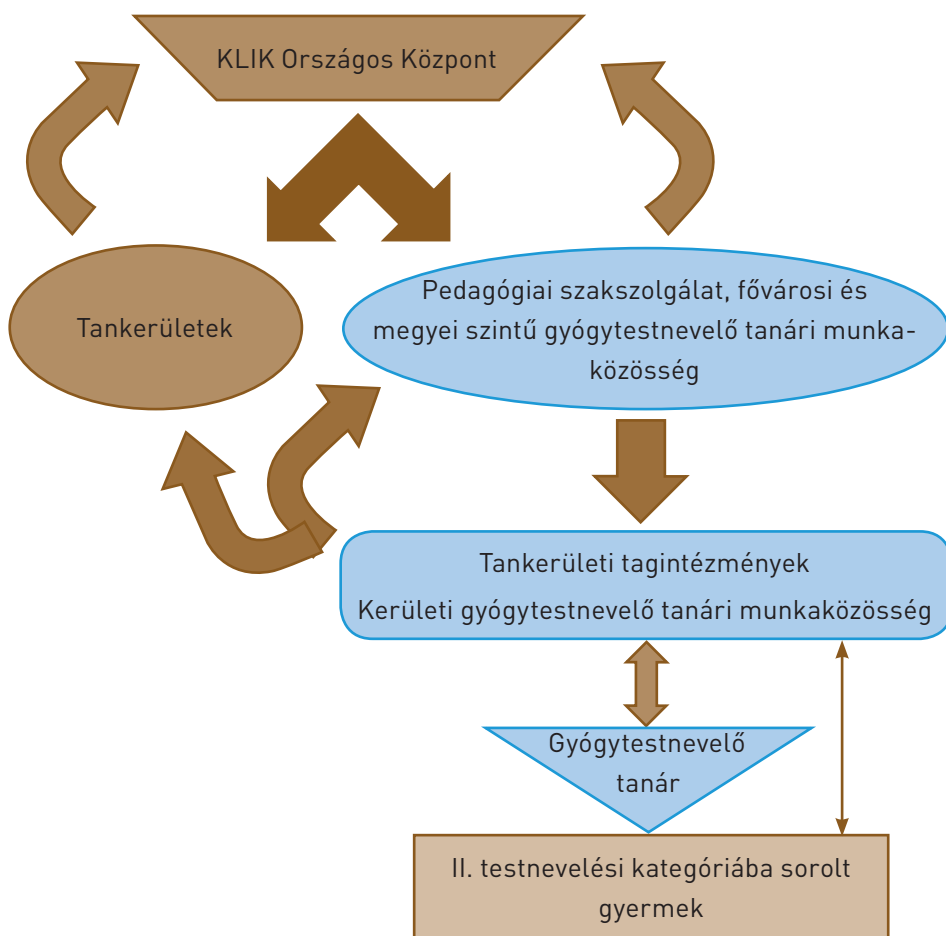 KLIK Országos Központ
Tankerületek
Pedagógiai szakszolgálat, fővárosi és
megyei szintű gyógytestnevelő tanári munka-
közösség
Tankerületi tagintézmények
Kerületi gyógytestnevelő tanári munkaközösség
Gyógytestnevelő
tanár
II. testnevelési kategóriába sorolt
gyermek